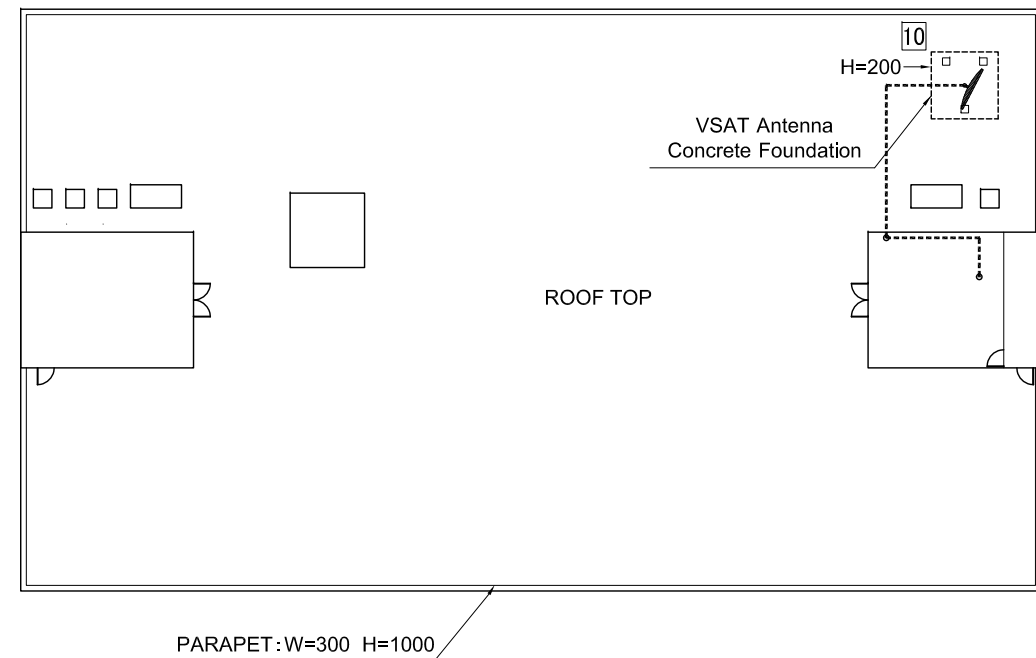 10
H=200
VSAT Antenna
Concrete Foundation
ROOF TOP
PARAPET:W=300 H=1000